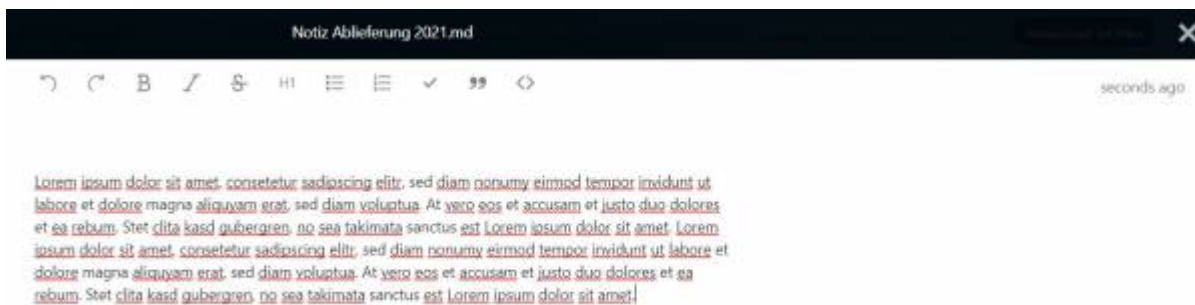 Notiz Ablieferung 2021.md
B I S H1 99 <>
seconds ago
Lorem ipsum dolor sit amet, consetetur sadipscing elitr, sed diam nonumy eirmod tempor invidunt ut
labore et dolore magna aliquyam erat, sed diam voluptua. At vero eos et accusam et justo duo dolores
et ea rebum. Stet clita kasd gubergren, no sea takimata sanctus est Lorem ipsum dolor sit amet. Lorem
ipsum dolor sit amet, consetetur sadipscing elitr, sed diam nonumy eirmod tempor invidunt ut labore et
dolore magna aliquyam erat, sed diam voluptua. At vero eos et accusam et justo duo dolores et ea
rebum. Stet clita kasd gubergren, no sea takimata sanctus est Lorem ipsum dolor sit amet.